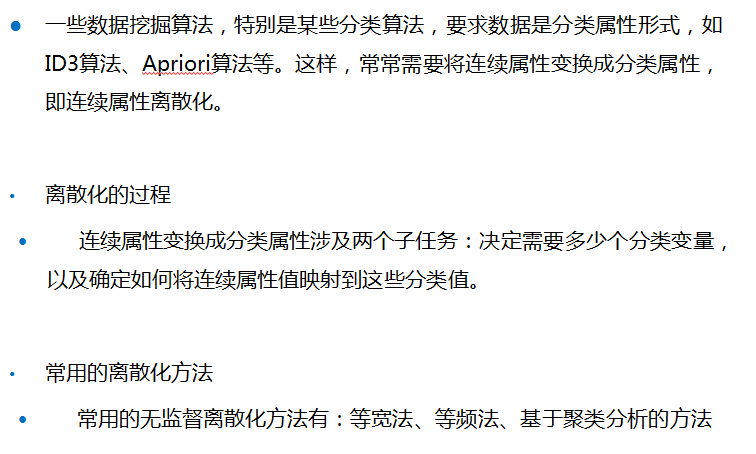 一些数据挖掘算法，特别是某些分类算法，要求数据是分类属性形式，如
ID3算法、Apriori算法等。这样，常常需要将连续属性变换成分类属性，
即连续属性离散化。
离散化的过程
连续属性变换成分类属性涉及两个子任务：决定需要多少个分类变量，
以及确定如何将连续属性值映射到这些分类值。
常用的离散化方法
常用的无监督离散化方法有：等宽法、等频法、基于聚类分析的方法